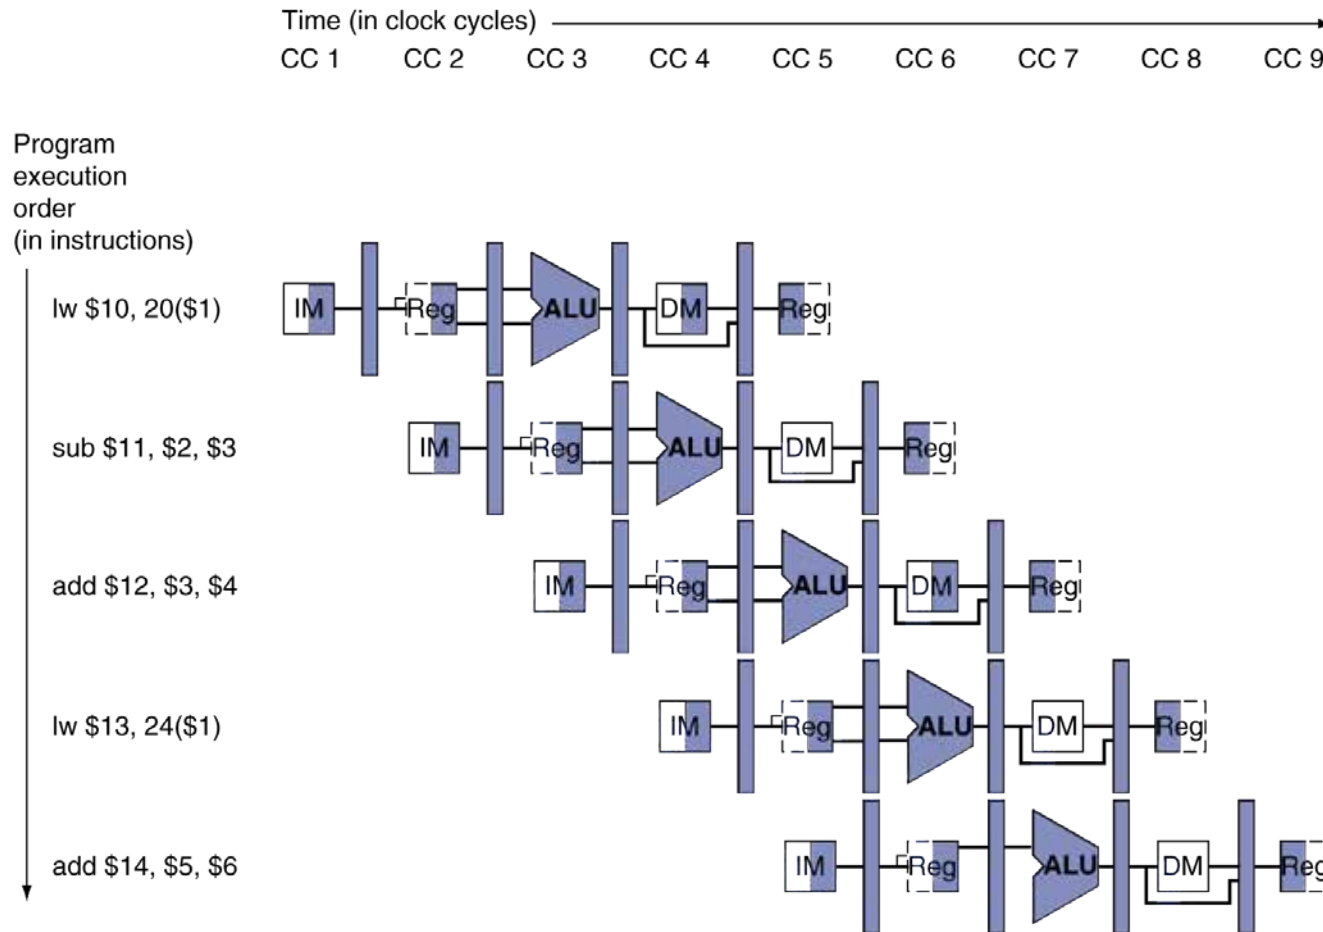 Time (in clock cycles)
CC 1 CC 2 CC 3 CC 4 CC 5 CC 6 CC 7 CC 8 CC 9
Program
execution
order
(in instructions)
lw $10, 20($1) IM Reg ALU DM Reg
sub $11, $2, $3 IM Reg ALU DM Reg
add $12, $3, $4 IM Reg ALU DM Reg
lw $13, 24($1) IM Reg ALU DM Reg
add $14, $5, $6 IM Reg ALU DM Reg